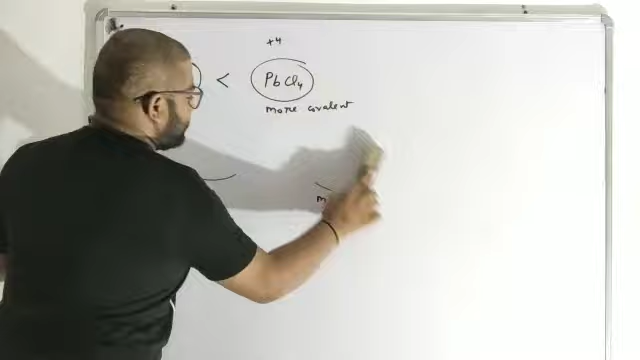 +4
< PbCl₄
more covalent
m